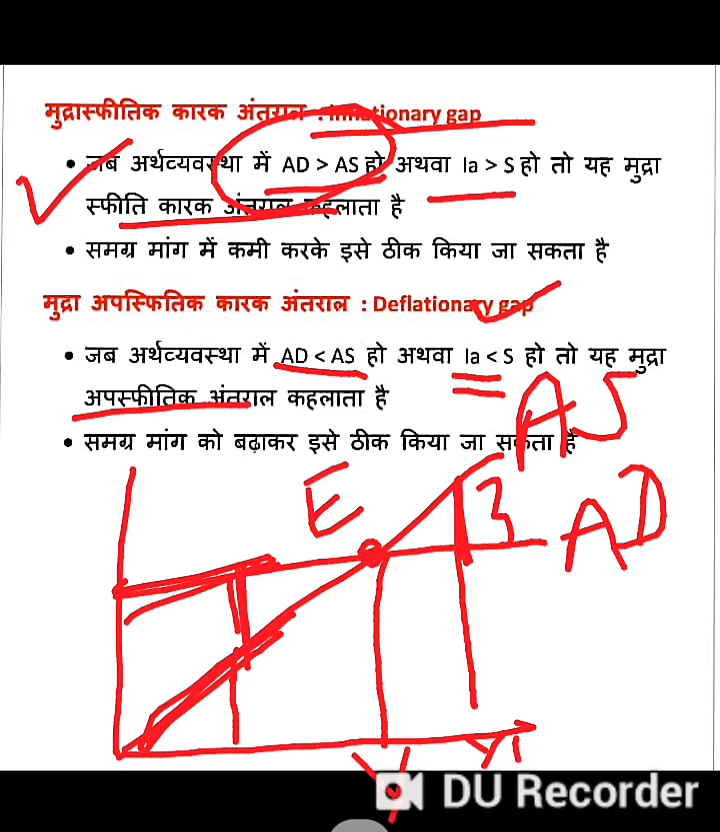 मुद्रास्फीतिक कारक अंतराल : Inflationary gap
• जब अर्थव्यवस्था में AD > AS हो अथवा Ia > S हो तो यह मुद्रा
स्फीति कारक अंतराल कहलाता है
• समग्र मांग में कमी करके इसे ठीक किया जा सकता है
मुद्रा अपस्फितिक कारक अंतराल : Deflationary gap
• जब अर्थव्यवस्था में AD < AS हो अथवा Ia < S हो तो यह मुद्रा
अपस्फीतिक अंतराल कहलाता है
• समग्र मांग को बढ़ाकर इसे ठीक किया जा सकता है
AS
E
AD
Y
Y1
DU Recorder